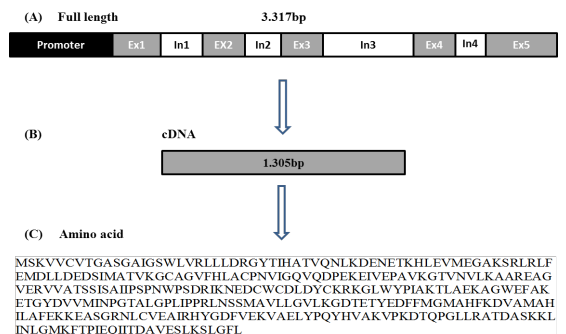 (A) Full length 3.317bp
Promoter Ex1 In1 EX2 In2 Ex3 In3 Ex4 In4 Ex5
(B) cDNA
1.305bp
(C) Amino acid
MSKVVCVTGASGAIGSWLVRLLLDRGYTIHATVQNLKDENETKHLEVMEGAKSRLRLF
EMDLLDEDSIMATVKGCAGVFHLACPNVIGQVQDPEKEIVEPAVKGTVNVLKAAREAG
VERVVATSSISAIIPSPNWPSDRIKNEDCWCDLDYCKRKGLWYPIAKTLAEKAGWEFAK
ETGYDVVMINPGTALGPLIPPRLNSSMAVLLGVLKGDTETYEDFFMGMAHFKDVAMAH
ILAFEKKEASGRNLCVEAIRHYGDFVEKVAELYPQYHVAKVPKDTQPGLLRATDASKKL
INLGMKFTPIEQIITDAVESLKSLGFL